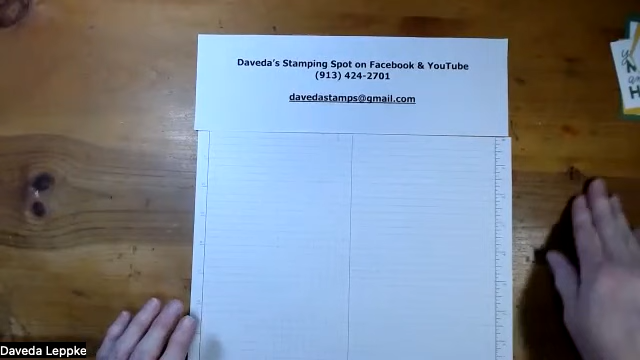 Daveda's Stamping Spot on Facebook & YouTube
(913) 424-2701
davedastamps@gmail.com
Daveda Leppke